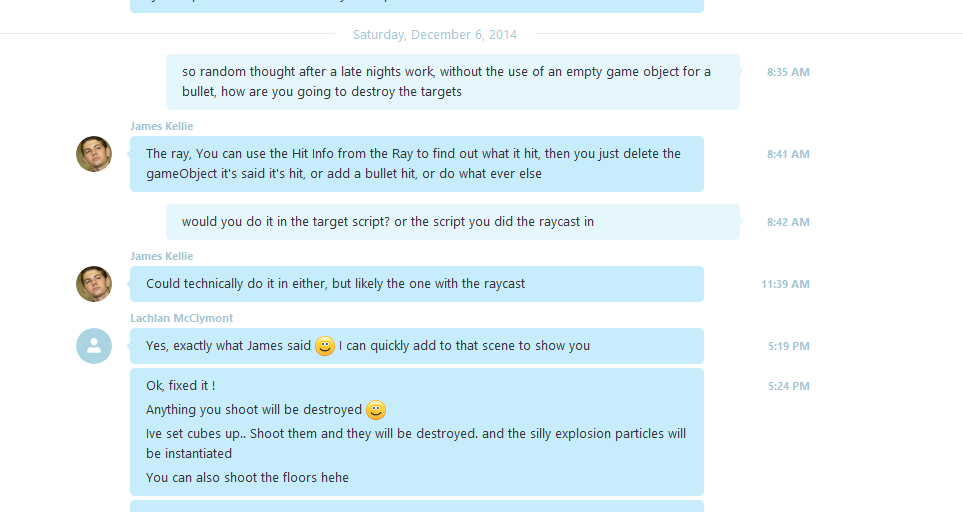 Saturday, December 6, 2014
so random thought after a late nights work, without the use of an empty game object for a
bullet, how are you going to destroy the targets
8:35 AM
James Kellie
The ray, You can use the Hit Info from the Ray to find out what it hit, then you just delete the
gameObject it's said it's hit, or add a bullet hit, or do what ever else
8:41 AM
would you do it in the target script? or the script you did the raycast in
8:42 AM
James Kellie
Could technically do it in either, but likely the one with the raycast
11:39 AM
Lachlan McClymont
Yes, exactly what James said I can quickly add to that scene to show you
5:19 PM
Ok, fixed it !
5:24 PM
Anything you shoot will be destroyed
Ive set cubes up.. Shoot them and they will be destroyed. and the silly explosion particles will
be instantiated
You can also shoot the floors hehe